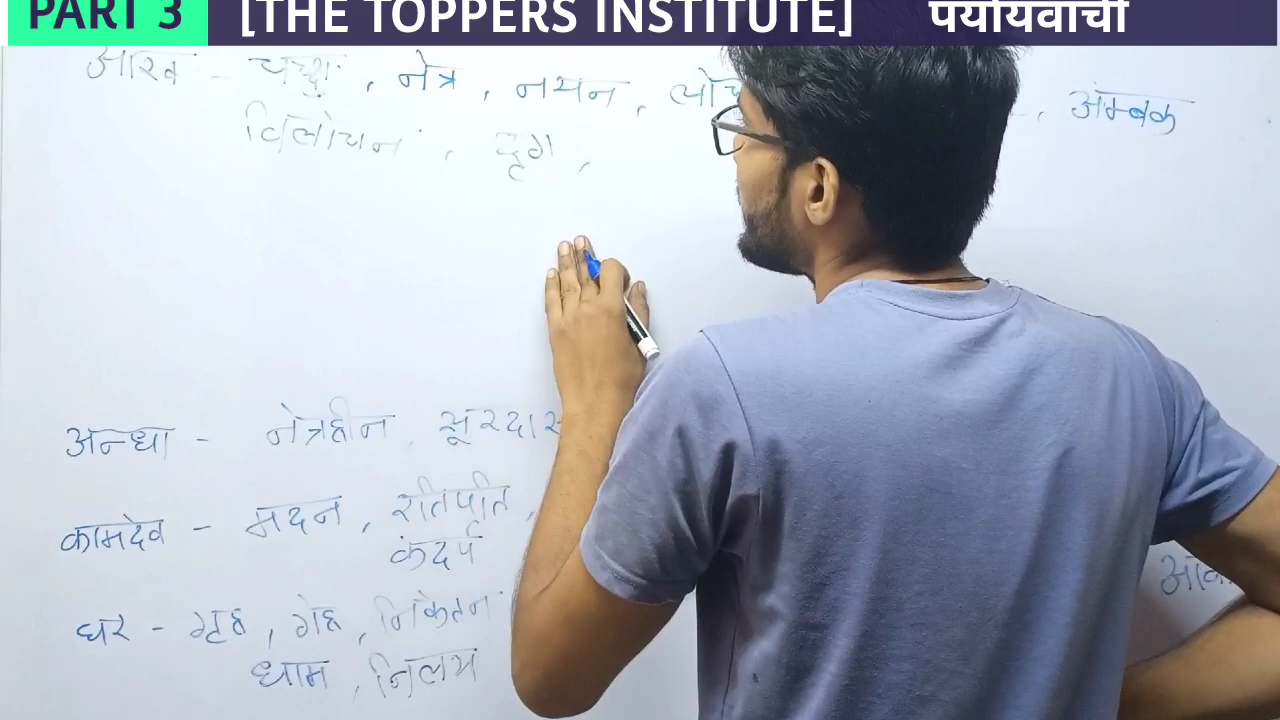 PART 3 [THE TOPPERS INSTITUTE] पर्यायवाची
आँख - चक्षु, नेत्र, नयन, , अम्बक
विलोचन, दृग,
अन्धा - नेत्रहीन, सूरदास
कामदेव - मदन, रतिपति,
कंदर्प
घर - गृह, गेह, निकेतन
धाम, निलय